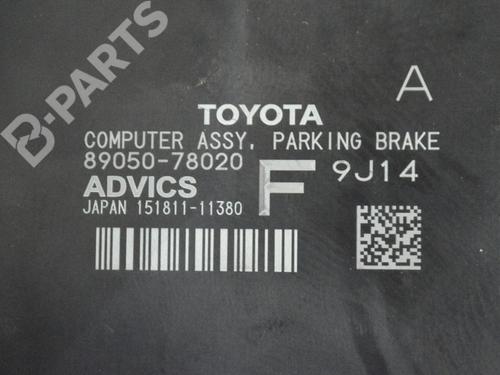 B-PARTS
A
TOYOTA
COMPUTER ASSY, PARKING BRAKE
89050-78020
F
9J14
ADVICS
JAPAN 151811-11380